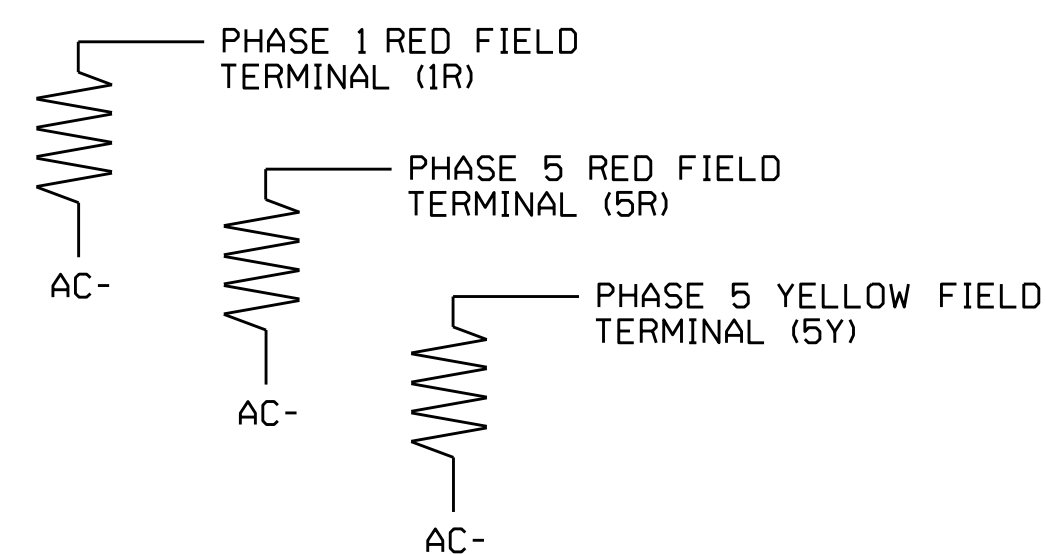 PHASE 1 RED FIELD
TERMINAL (1R)
AC-
PHASE 5 RED FIELD
TERMINAL (5R)
AC-
PHASE 5 YELLOW FIELD
TERMINAL (5Y)
AC-